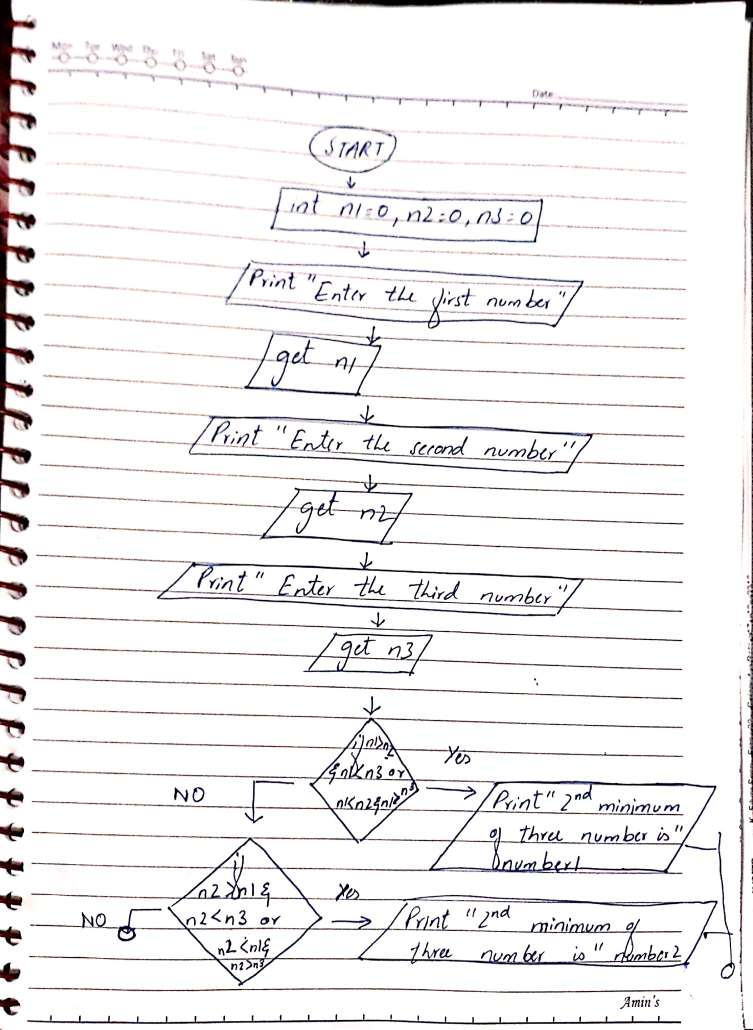 Mon Tue Wed Thu Fri Sat Sun
Date
START
int n1=0, n2=0, n3=0
Print "Enter the first number"
get n1
Print "Enter the second number"
get n2
Print "Enter the third number"
get n3
if n1>n2
& n1<n3 or
n1<n2 & n1>n3
Yes
NO
Print "2nd minimum
of three number is"
number1
if
n2>n1 &
n2<n3 or
n2<n1 &
n2>n3
Yes
NO
Print "2nd minimum of
three number is" number2
Amin's